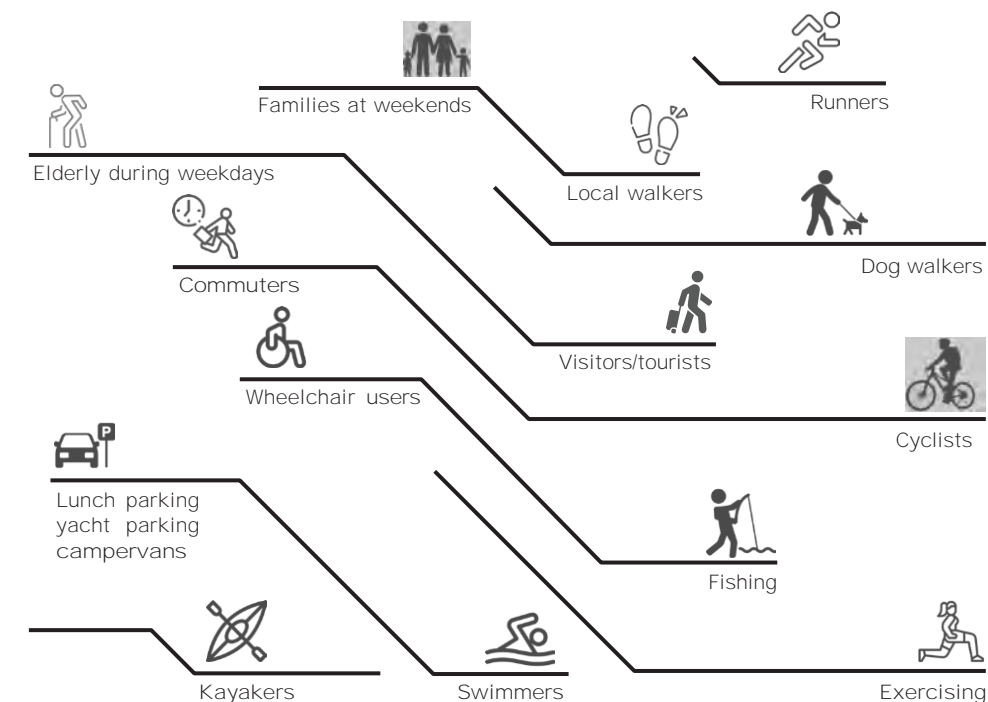 Families at weekends
Runners
Elderly during weekdays
Local walkers
Dog walkers
Commuters
Visitors/tourists
Wheelchair users
Cyclists
P
Lunch parking
yacht parking
campervans
Fishing
Kayakers
Swimmers
Exercising